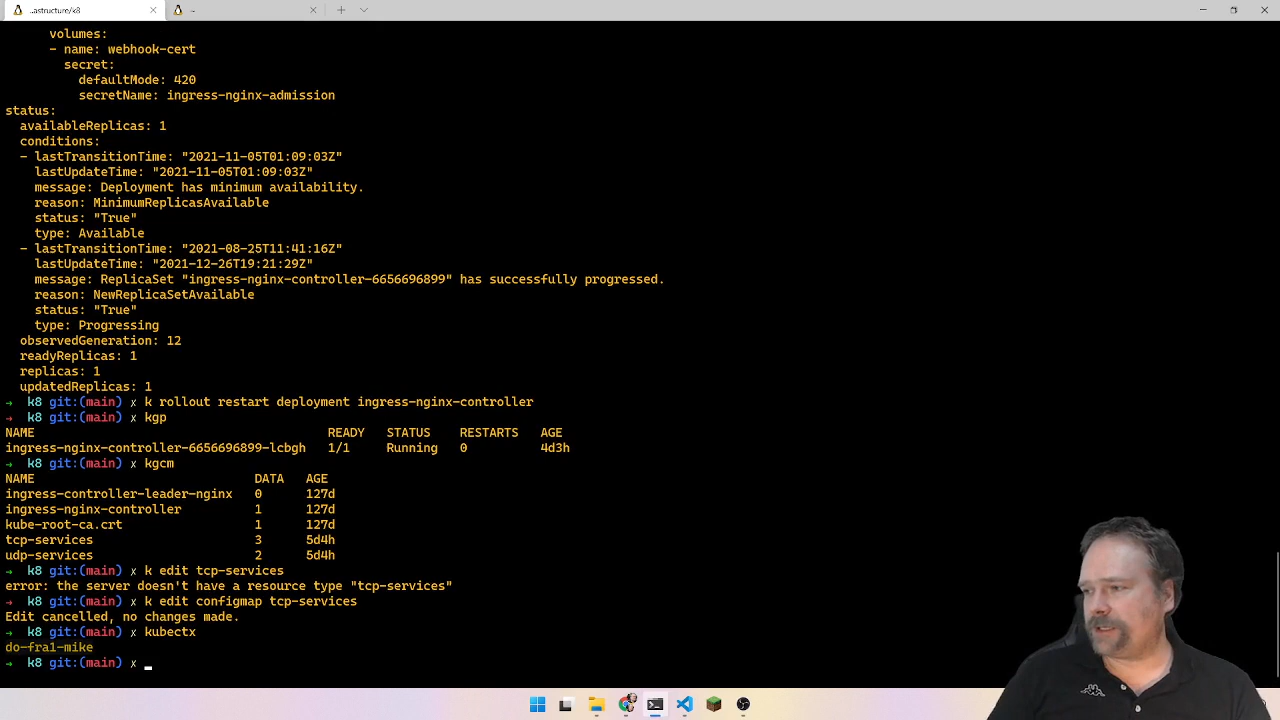 ..astructure/k8
~
volumes:
- name: webhook-cert
secret:
defaultMode: 420
secretName: ingress-nginx-admission
status:
availableReplicas: 1
conditions:
- lastTransitionTime: "2021-11-05T01:09:03Z"
lastUpdateTime: "2021-11-05T01:09:03Z"
message: Deployment has minimum availability.
reason: MinimumReplicasAvailable
status: "True"
type: Available
- lastTransitionTime: "2021-08-25T11:41:16Z"
lastUpdateTime: "2021-12-26T19:21:29Z"
message: ReplicaSet "ingress-nginx-controller-6656696899" has successfully progressed.
reason: NewReplicaSetAvailable
status: "True"
type: Progressing
observedGeneration: 12
readyReplicas: 1
replicas: 1
updatedReplicas: 1
→ k8 git:(main) ✗ k rollout restart deployment ingress-nginx-controller
→ k8 git:(main) ✗ kgp
NAME READY STATUS RESTARTS AGE
ingress-nginx-controller-6656696899-lcbgh 1/1 Running 0 4d3h
→ k8 git:(main) ✗ kgcm
NAME DATA AGE
ingress-controller-leader-nginx 0 127d
ingress-nginx-controller 1 127d
kube-root-ca.crt 1 127d
tcp-services 3 5d4h
udp-services 2 5d4h
→ k8 git:(main) ✗ k edit tcp-services
error: the server doesn't have a resource type "tcp-services"
→ k8 git:(main) ✗ k edit configmap tcp-services
Edit cancelled, no changes made.
→ k8 git:(main) ✗ kubectx
do-fra1-mike
→ k8 git:(main) ✗